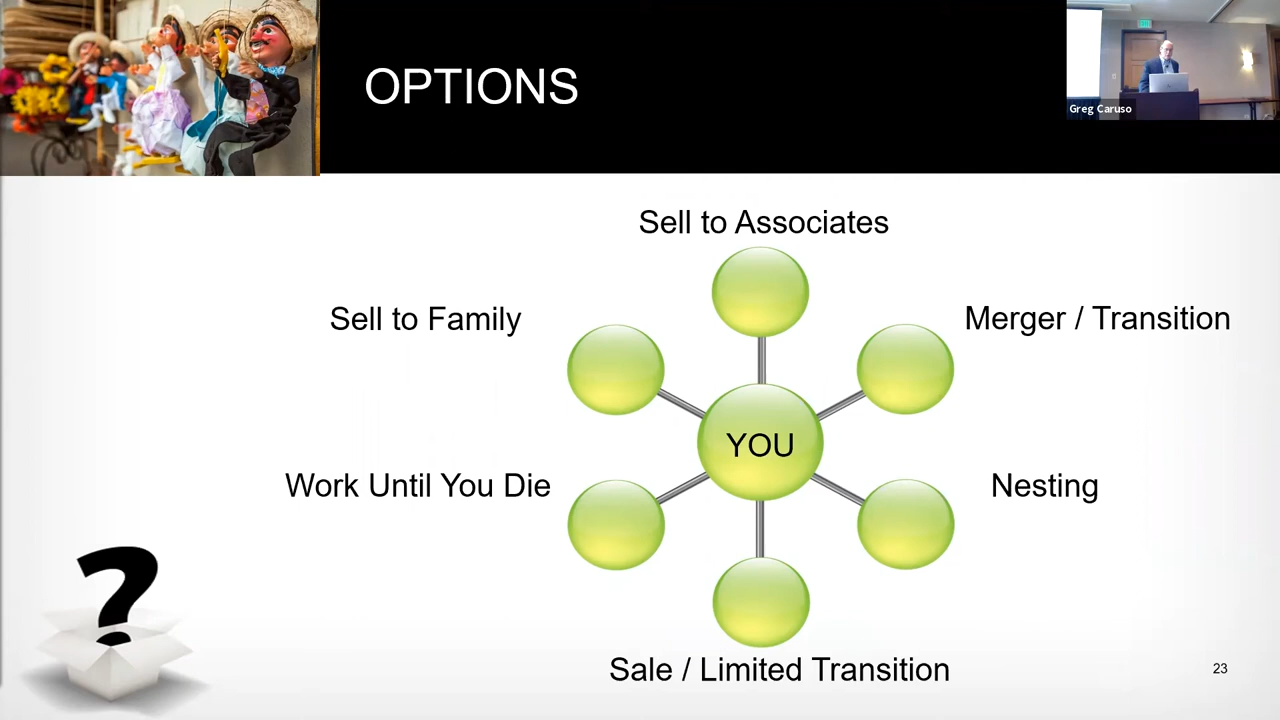 OPTIONS
Greg Caruso
Sell to Associates
Sell to Family
Merger / Transition
YOU
Work Until You Die
Nesting
?
Sale / Limited Transition
23